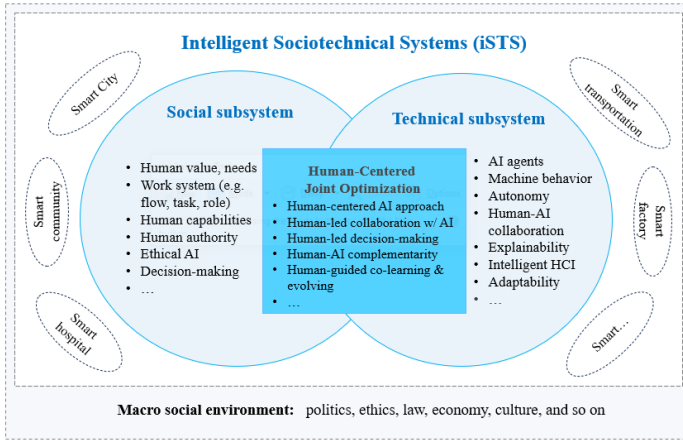 Intelligent Sociotechnical Systems (iSTS)
Smart City
Smart
community
Smart
hospital
Social subsystem
• Human value, needs
• Work system (e.g.
flow, task, role)
• Human capabilities
• Human authority
• Ethical AI
• Decision-making
• …
Human-Centered
Joint Optimization
• Human-centered AI approach
• Human-led collaboration w/ AI
• Human-led decision-making
• Human-AI complementarity
• Human-guided co-learning &
evolving
• …
Technical subsystem
• AI agents
• Machine behavior
• Autonomy
• Human-AI
collaboration
• Explainability
• Intelligent HCI
• Adaptability
• …
Smart
transportation
Smart
factory
Smart…
Macro social environment: politics, ethics, law, economy, culture, and so on